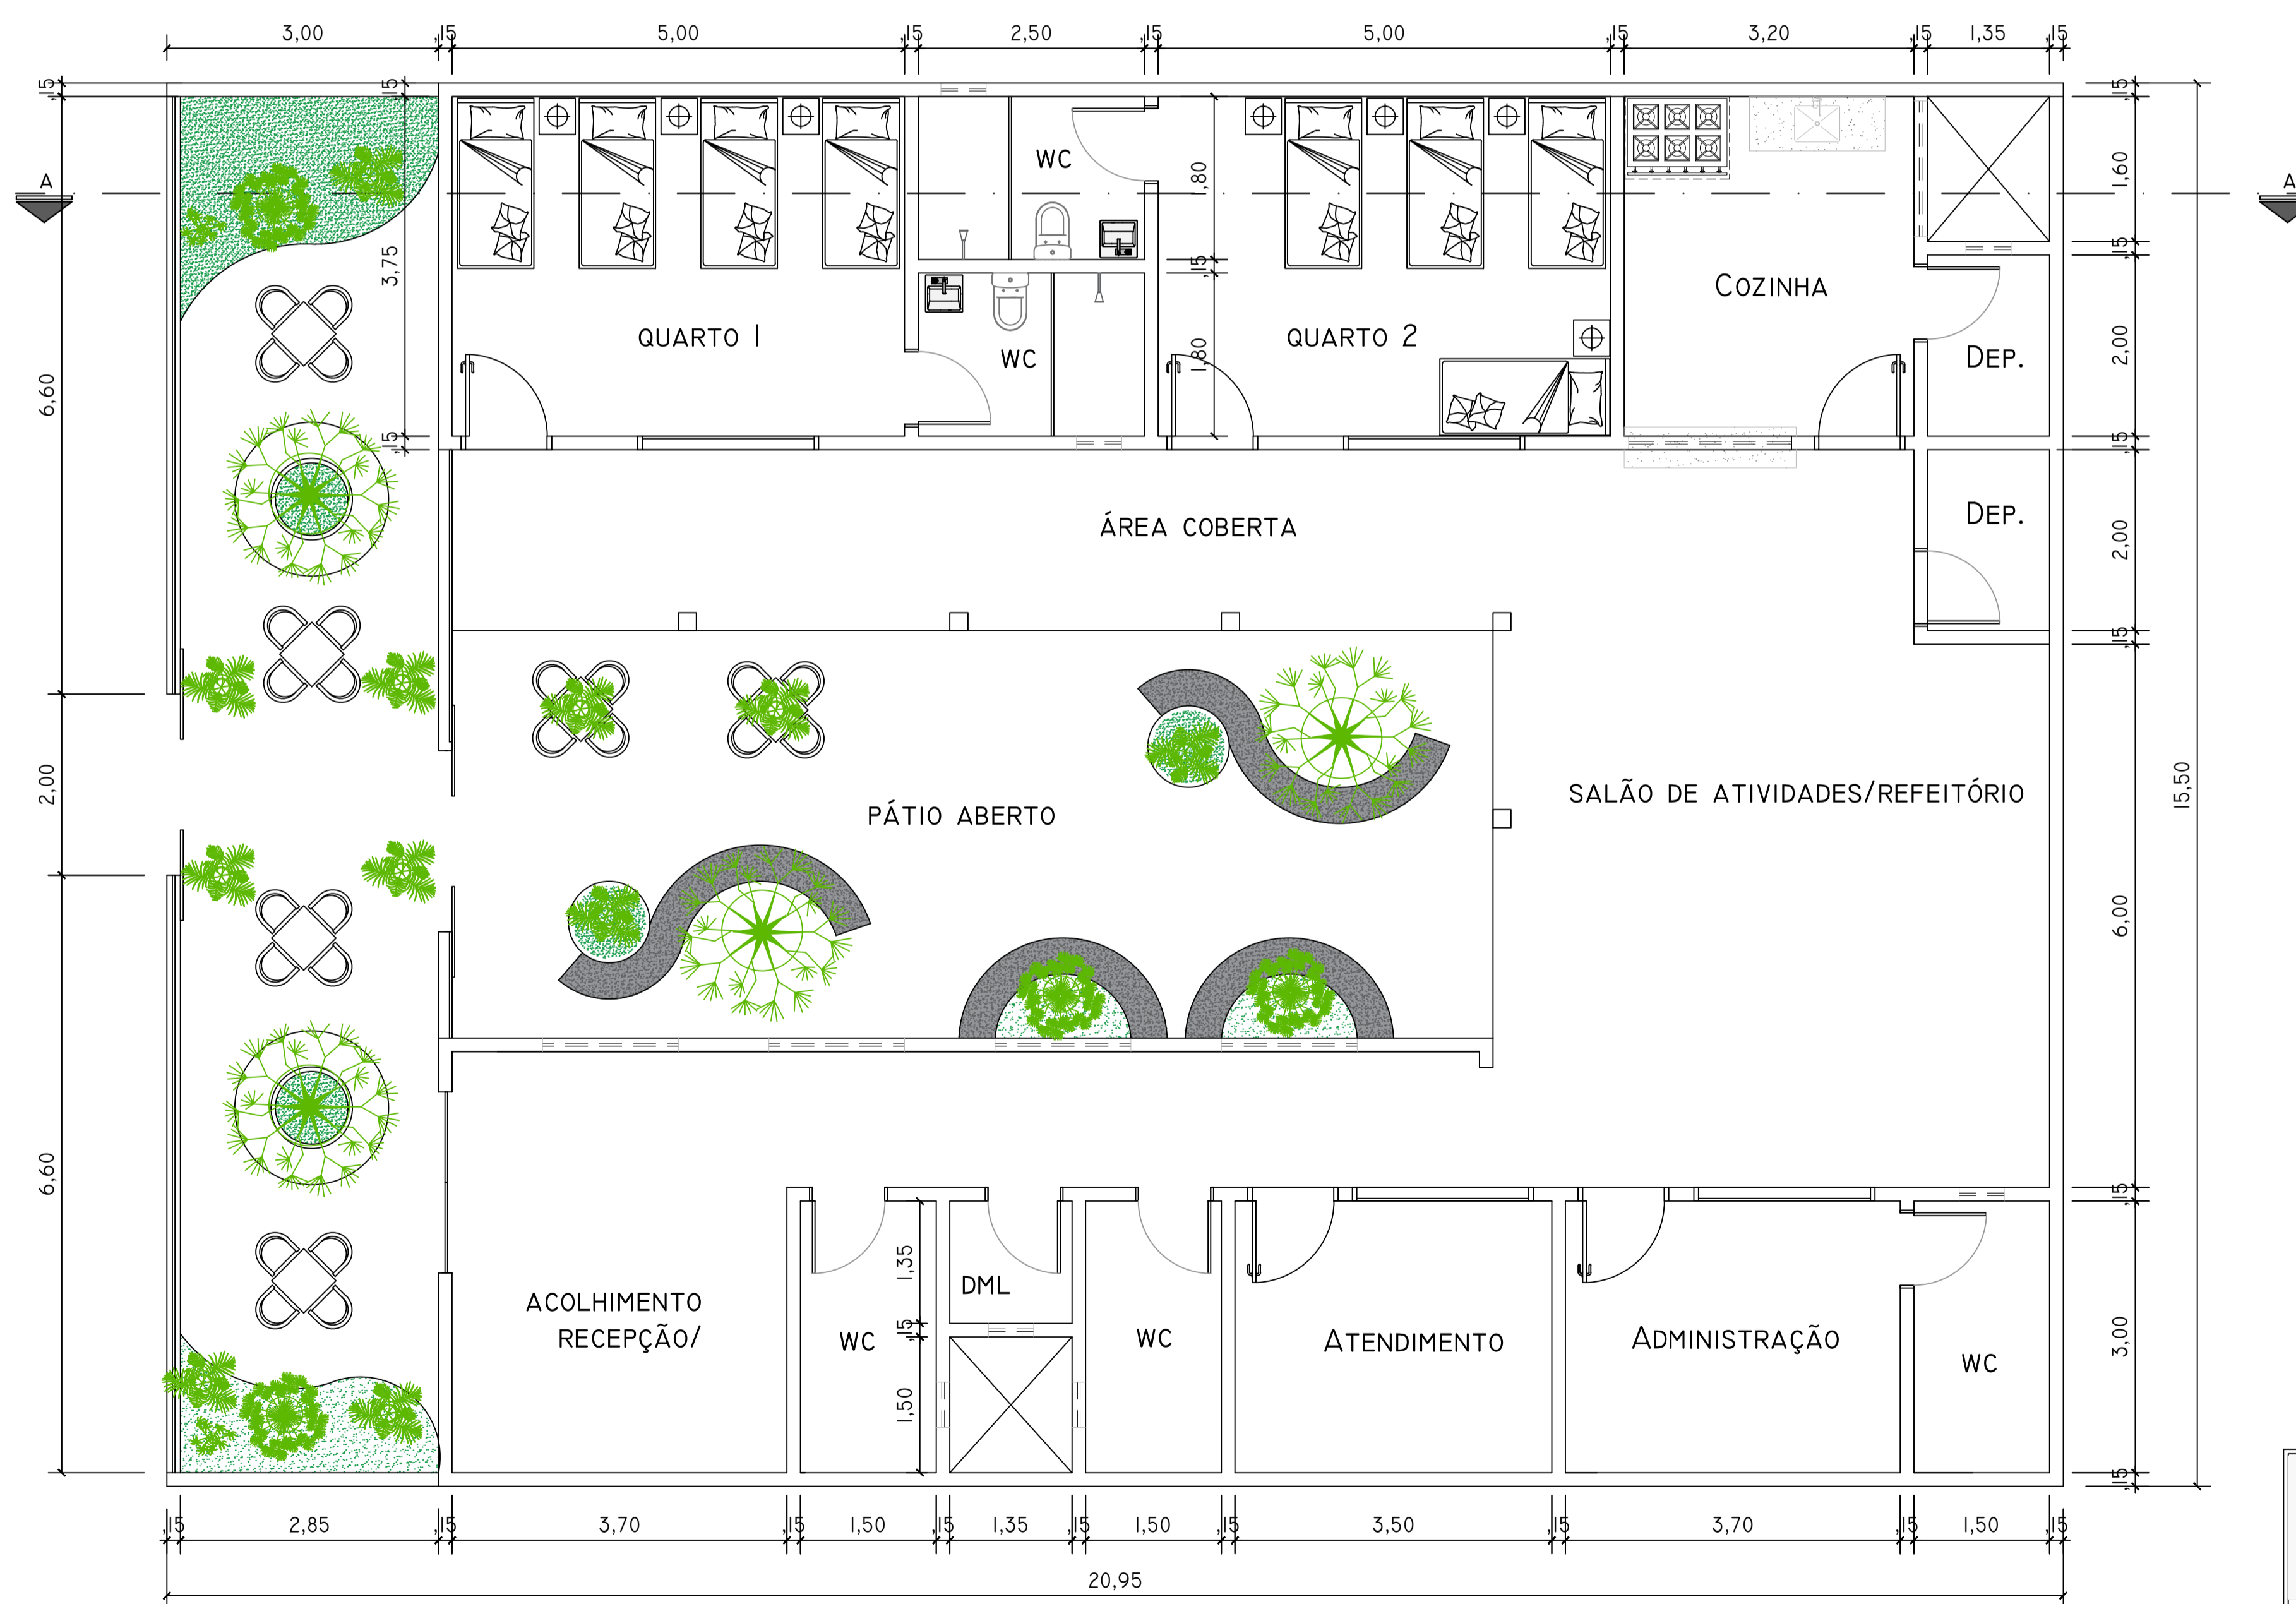 3,00 ,15 5,00 ,15 2,50 ,15 5,00 ,15 3,20 ,15 1,35 ,15
,15 ,15 ,15
A WC 1,80 1,60 A
3,75 ,15 COZINHA ,15
6,60 QUARTO 1 WC 1,80 QUARTO 2 DEP. 2,00
,15 ,15
ÁREA COBERTA DEP. 2,00
,15
2,00 PÁTIO ABERTO SALÃO DE ATIVIDADES/REFEITÓRIO 15,50
6,00
6,60 ,15
1,35
ACOLHIMENTO DML
RECEPÇÃO/ WC ,15 WC ATENDIMENTO ADMINISTRAÇÃO WC 3,00
1,50
,15
,15 2,85 ,15 3,70 ,15 1,50 ,15 1,35 ,15 1,50 ,15 3,50 ,15 3,70 ,15 1,50 ,15
20,95